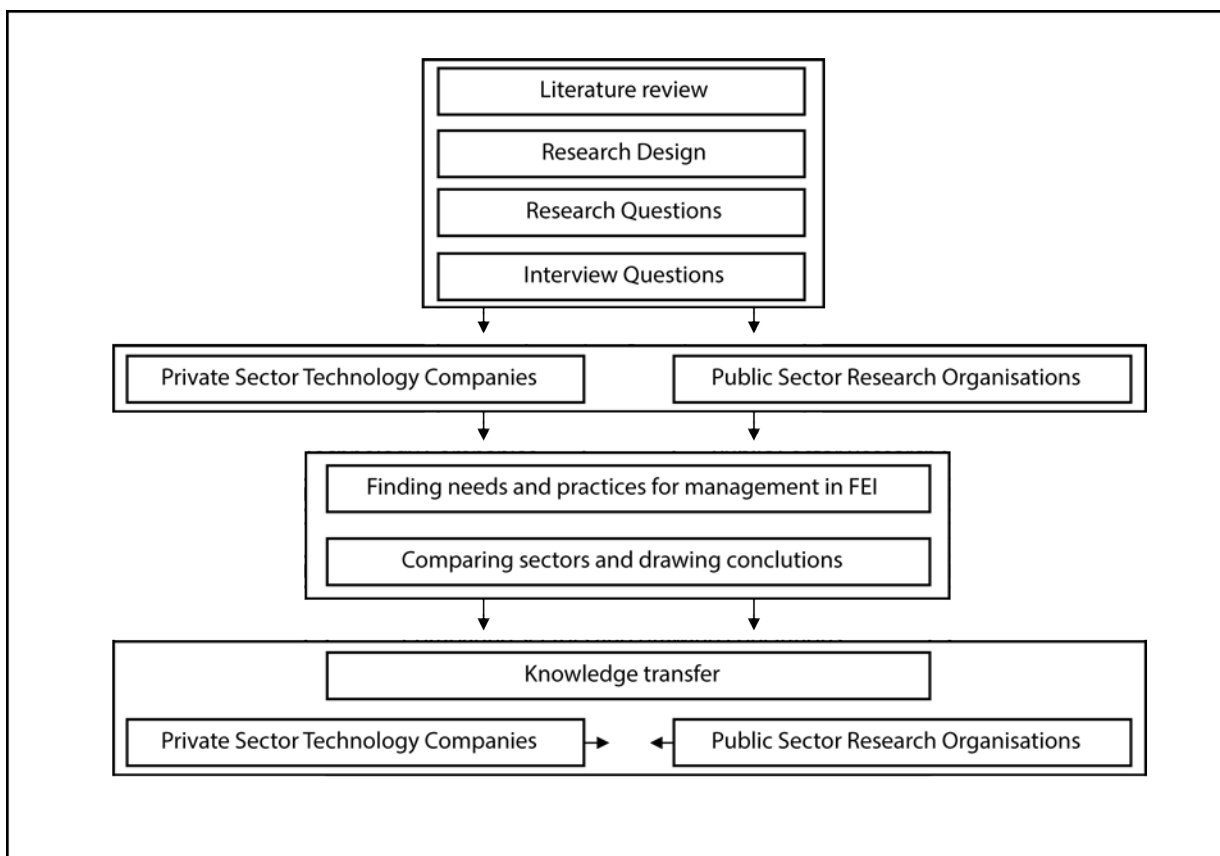 Literature review
Research Design
Research Questions
Interview Questions
Private Sector Technology Companies
Public Sector Research Organisations
Finding needs and practices for management in FEI
Comparing sectors and drawing conclutions
Knowledge transfer
Private Sector Technology Companies
Public Sector Research Organisations